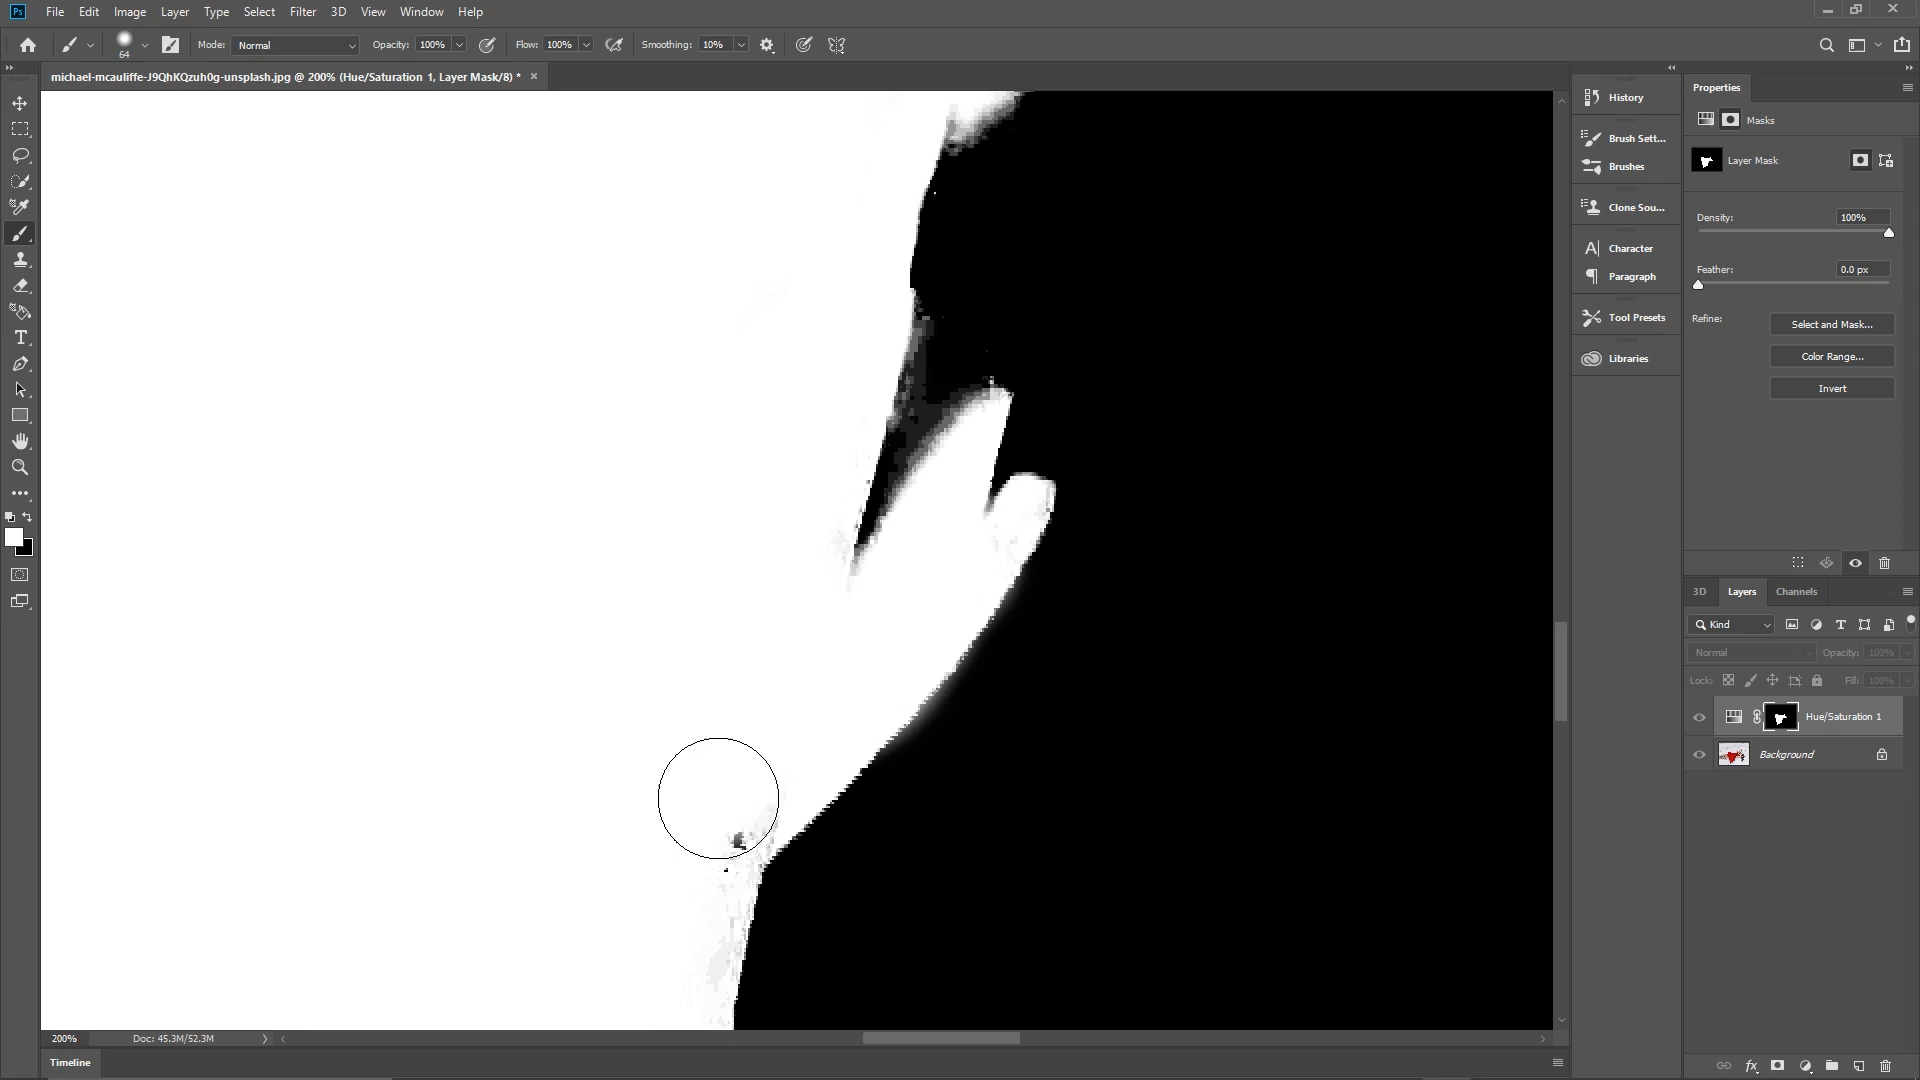 Ps File Edit Image Layer Type Select Filter 3D View Window Help
64 Mode: Normal Opacity: 100% Flow: 100% Smoothing: 10%
michael-mcauliffe-J9QhKQzuh0g-unsplash.jpg @ 200% (Hue/Saturation 1, Layer Mask/8) *
History
Brush Sett...
Brushes
Clone Sou...
Character
Paragraph
Tool Presets
Libraries
Properties
Masks
Layer Mask
Density: 100%
Feather: 0.0 px
Refine: Select and Mask...
Color Range...
Invert
3D Layers Channels
Kind
Normal Opacity: 100%
Lock: Fill: 100%
Hue/Saturation 1
Background
200% Doc: 45.3M/52.3M
Timeline